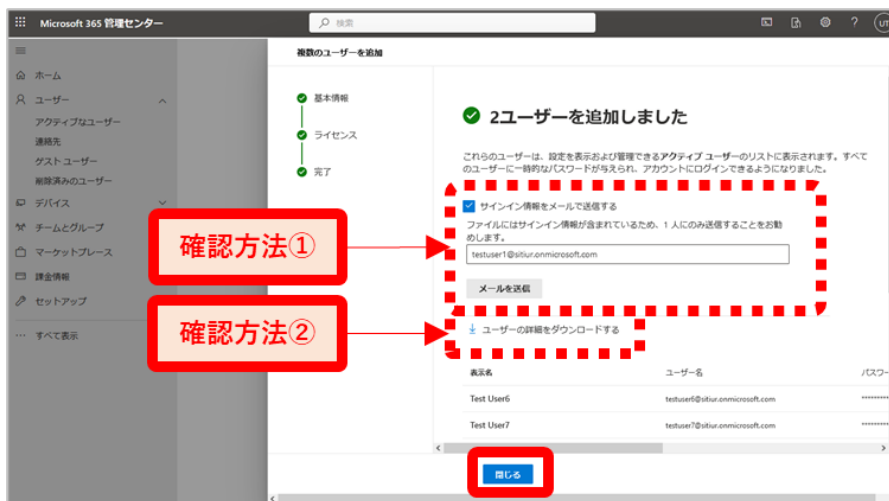 Microsoft 365 管理センター
検索
UT
ホーム
ユーザー
アクティブなユーザー
連絡先
ゲスト ユーザー
削除済みのユーザー
デバイス
チームとグループ
マーケットプレース
課金情報
セットアップ
すべて表示
確認方法①
確認方法②
複数のユーザーを追加
基本情報
ライセンス
完了
2ユーザーを追加しました
これらのユーザーは、設定を表示および管理できるアクティブ ユーザーのリストに表示されます。すべて
のユーザーに一時的なパスワードが与えられ、アカウントにログインできるようになりました。
サインイン情報をメールで送信する
ファイルにはサインイン情報が含まれているため、1 人にのみ送信することをお勧
めします。
testuser1@sitiur.onmicrosoft.com
メールを送信
ユーザーの詳細をダウンロードする
表示名 ユーザー名 パスワー
Test User6 testuser6@sitiur.onmicrosoft.com ********
Test User7 testuser7@sitiur.onmicrosoft.com ********
閉じる